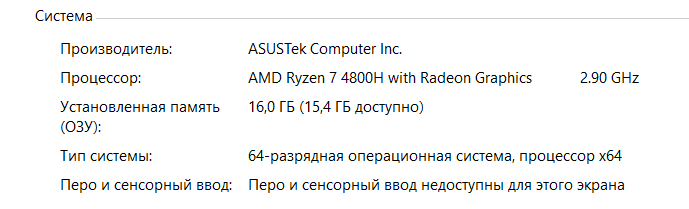 Система
Производитель: ASUSTek Computer Inc.
Процессор: AMD Ryzen 7 4800H with Radeon Graphics 2.90 GHz
Установленная память 16,0 ГБ (15,4 ГБ доступно)
(ОЗУ):
Тип системы: 64-разрядная операционная система, процессор x64
Перо и сенсорный ввод: Перо и сенсорный ввод недоступны для этого экрана